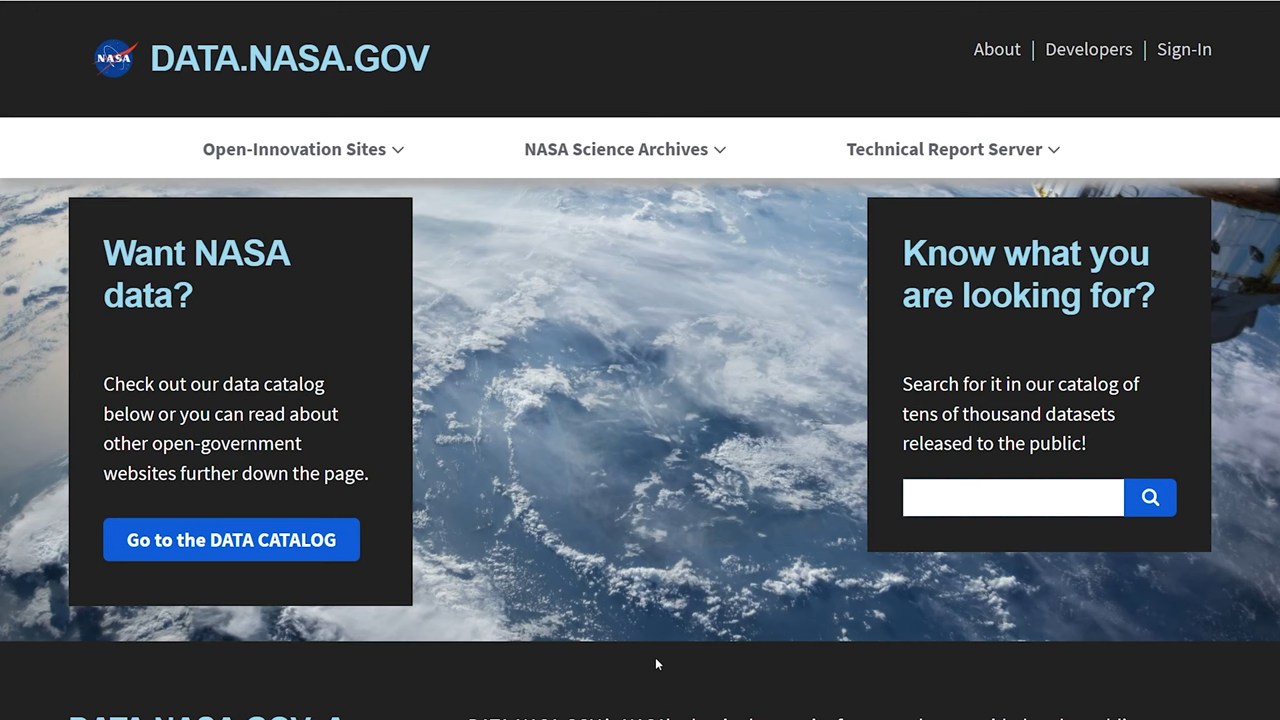 NASA
DATA.NASA.GOV
About | Developers | Sign-In
Open-Innovation Sites
NASA Science Archives
Technical Report Server
Want NASA
data?
Check out our data catalog
below or you can read about
other open-government
websites further down the page.
Go to the DATA CATALOG
Know what you
are looking for?
Search for it in our catalog of
tens of thousand datasets
released to the public!